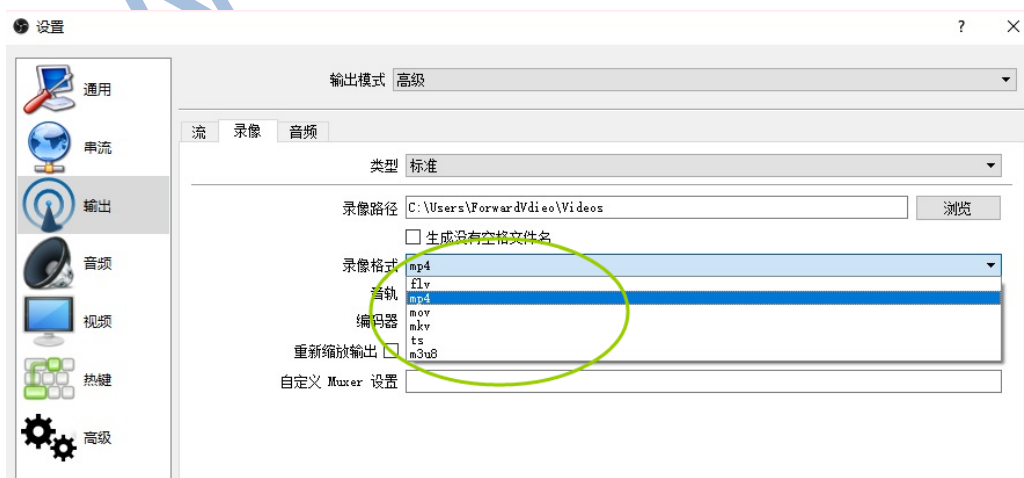 设置
?
通用
串流
输出
音频
视频
热键
高级
输出模式 高级
流 录像 音频
类型 标准
录像路径 C:\Users\ForwardVdieo\Videos 浏览
生成没有空格文件名
录像格式 mp4
音轨
编码器
重新缩放输出
自定义 Muxer 设置
flv
mp4
mov
mkv
ts
m3u8